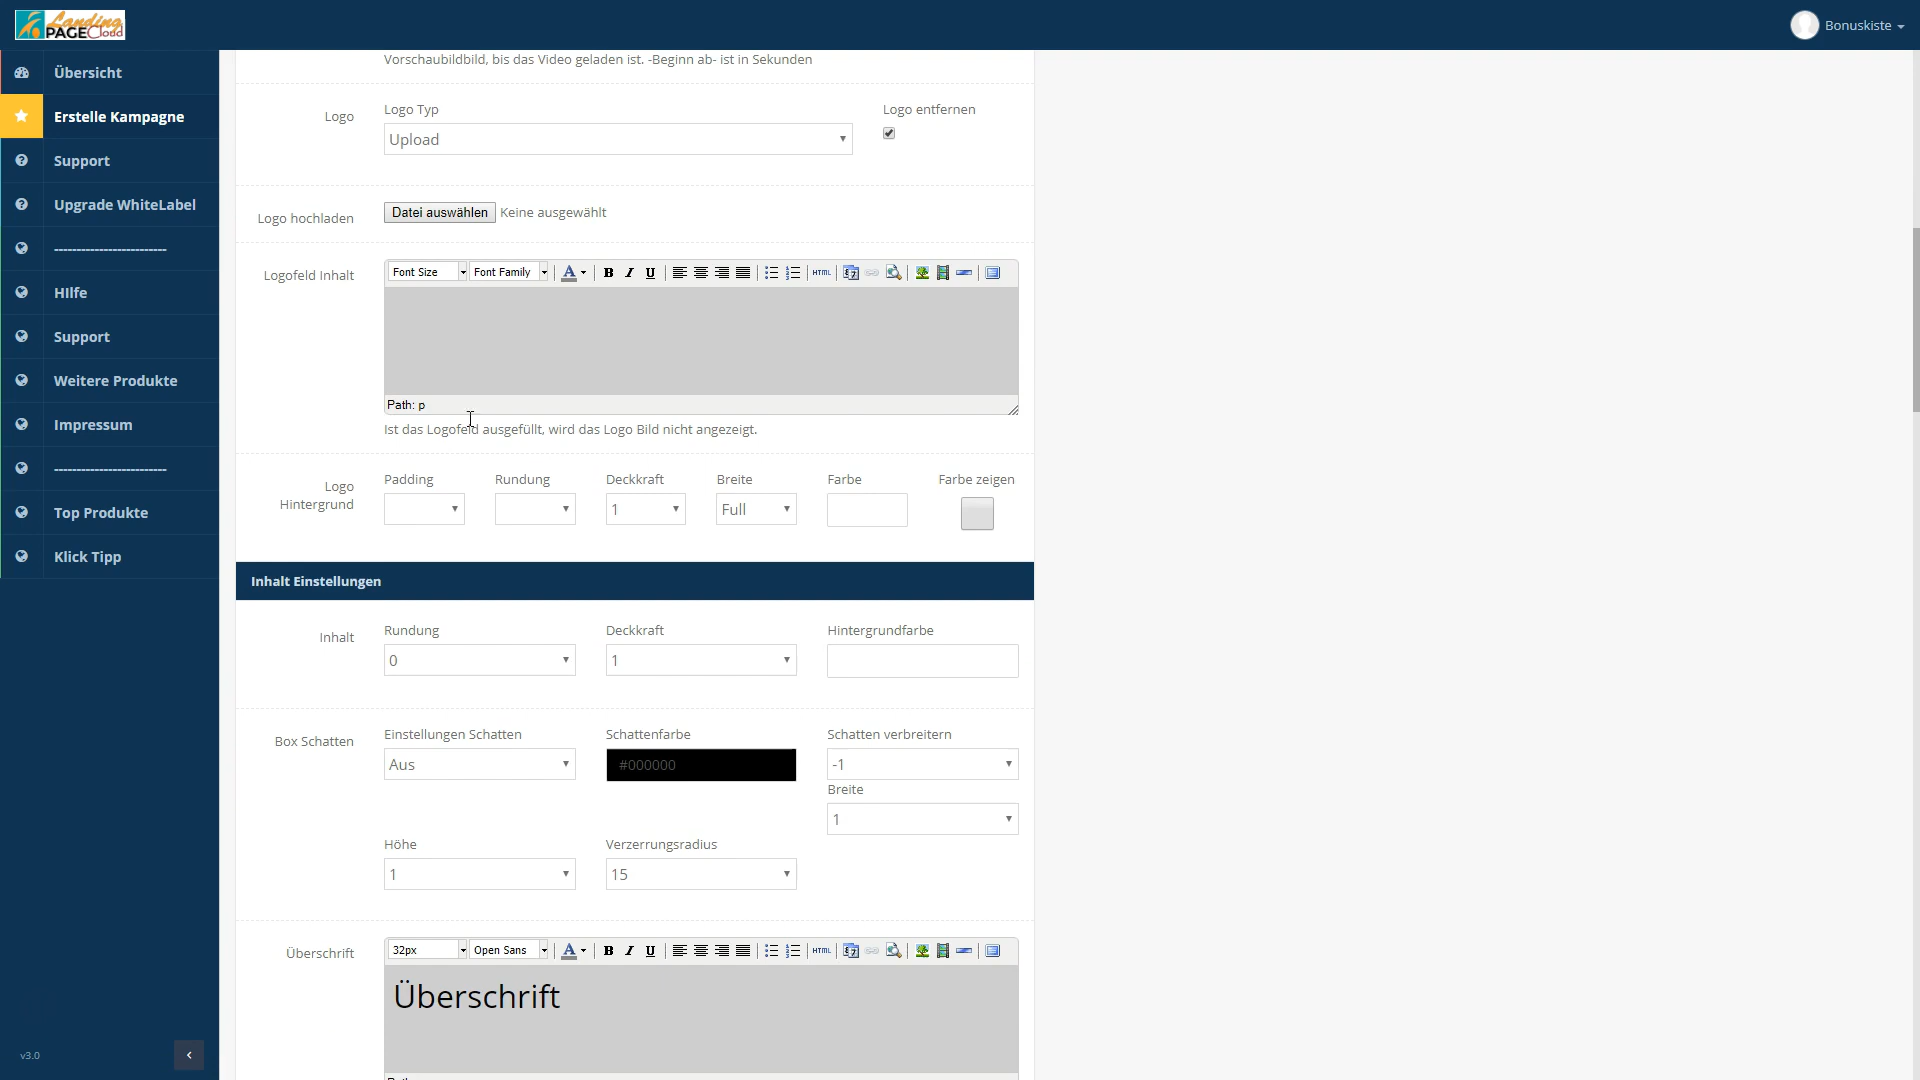 Landing
PAGECloud
Bonuskiste
Übersicht
Erstelle Kampagne
Support
Upgrade WhiteLabel
-------------------------
HIlfe
Support
Weitere Produkte
Impressum
-------------------------
Top Produkte
Klick Tipp
v3.0
Vorschaubildbild, bis das Video geladen ist. -Beginn ab- ist in Sekunden
Logo
Logo Typ
Logo entfernen
Upload
Logo hochladen
Datei auswählen Keine ausgewählt
Logofeld Inhalt
Font Size Font Family A B I U HTML
Path: p
Ist das Logofeld ausgefüllt, wird das Logo Bild nicht angezeigt.
Logo
Hintergrund
Padding Rundung Deckkraft Breite Farbe Farbe zeigen
1 Full
Inhalt Einstellungen
Inhalt
Rundung Deckkraft Hintergrundfarbe
0 1
Box Schatten
Einstellungen Schatten Schattenfarbe Schatten verbreitern
Aus #000000 -1
Breite
1
Höhe Verzerrungsradius
1 15
Überschrift
32px Open Sans A B I U HTML
Überschrift